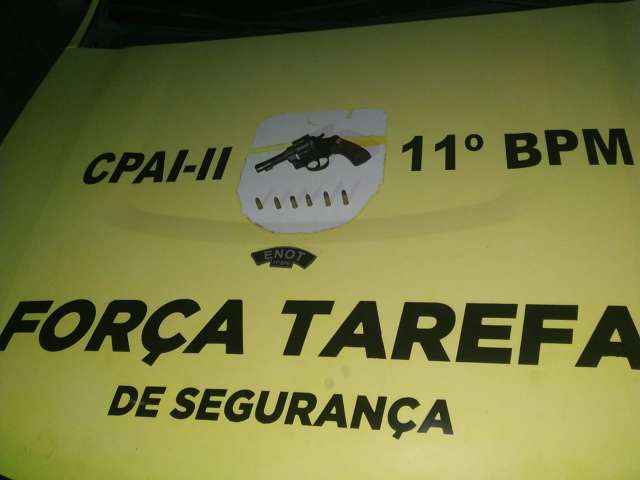 CPAI-II 11º BPM
ENOT
FORÇA TAREFA
DE SEGURANÇA